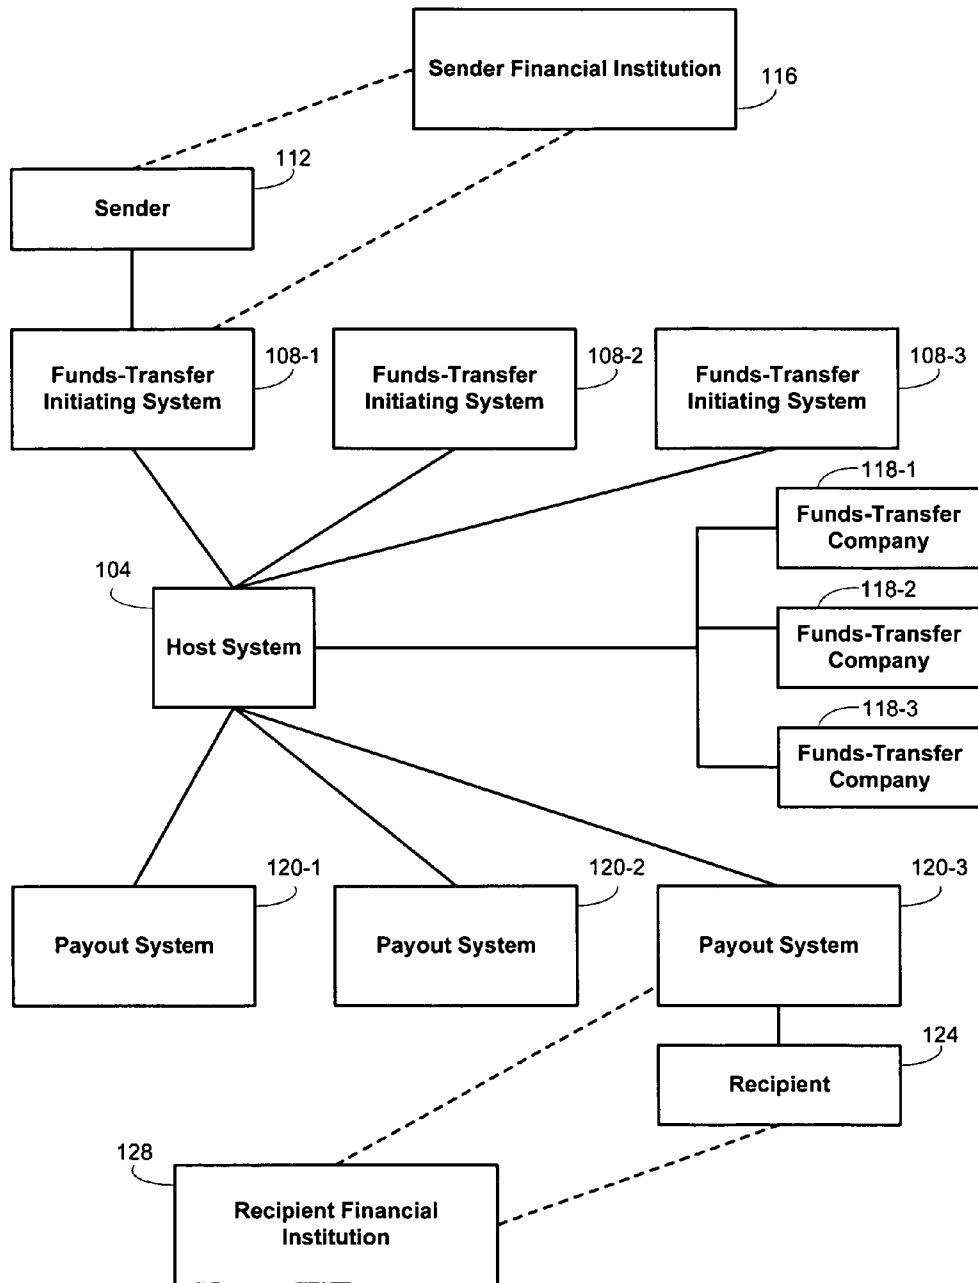 Sender Financial Institution
116
112
Sender
108-1
108-2
108-3
Funds-Transfer
Initiating System
Funds-Transfer
Initiating System
Funds-Transfer
Initiating System
118-1
Funds-Transfer
Company
104
118-2
Host System
Funds-Transfer
Company
118-3
Funds-Transfer
Company
120-1
120-2
120-3
Payout System
Payout System
Payout System
124
Recipient
128
Recipient Financial
Institution